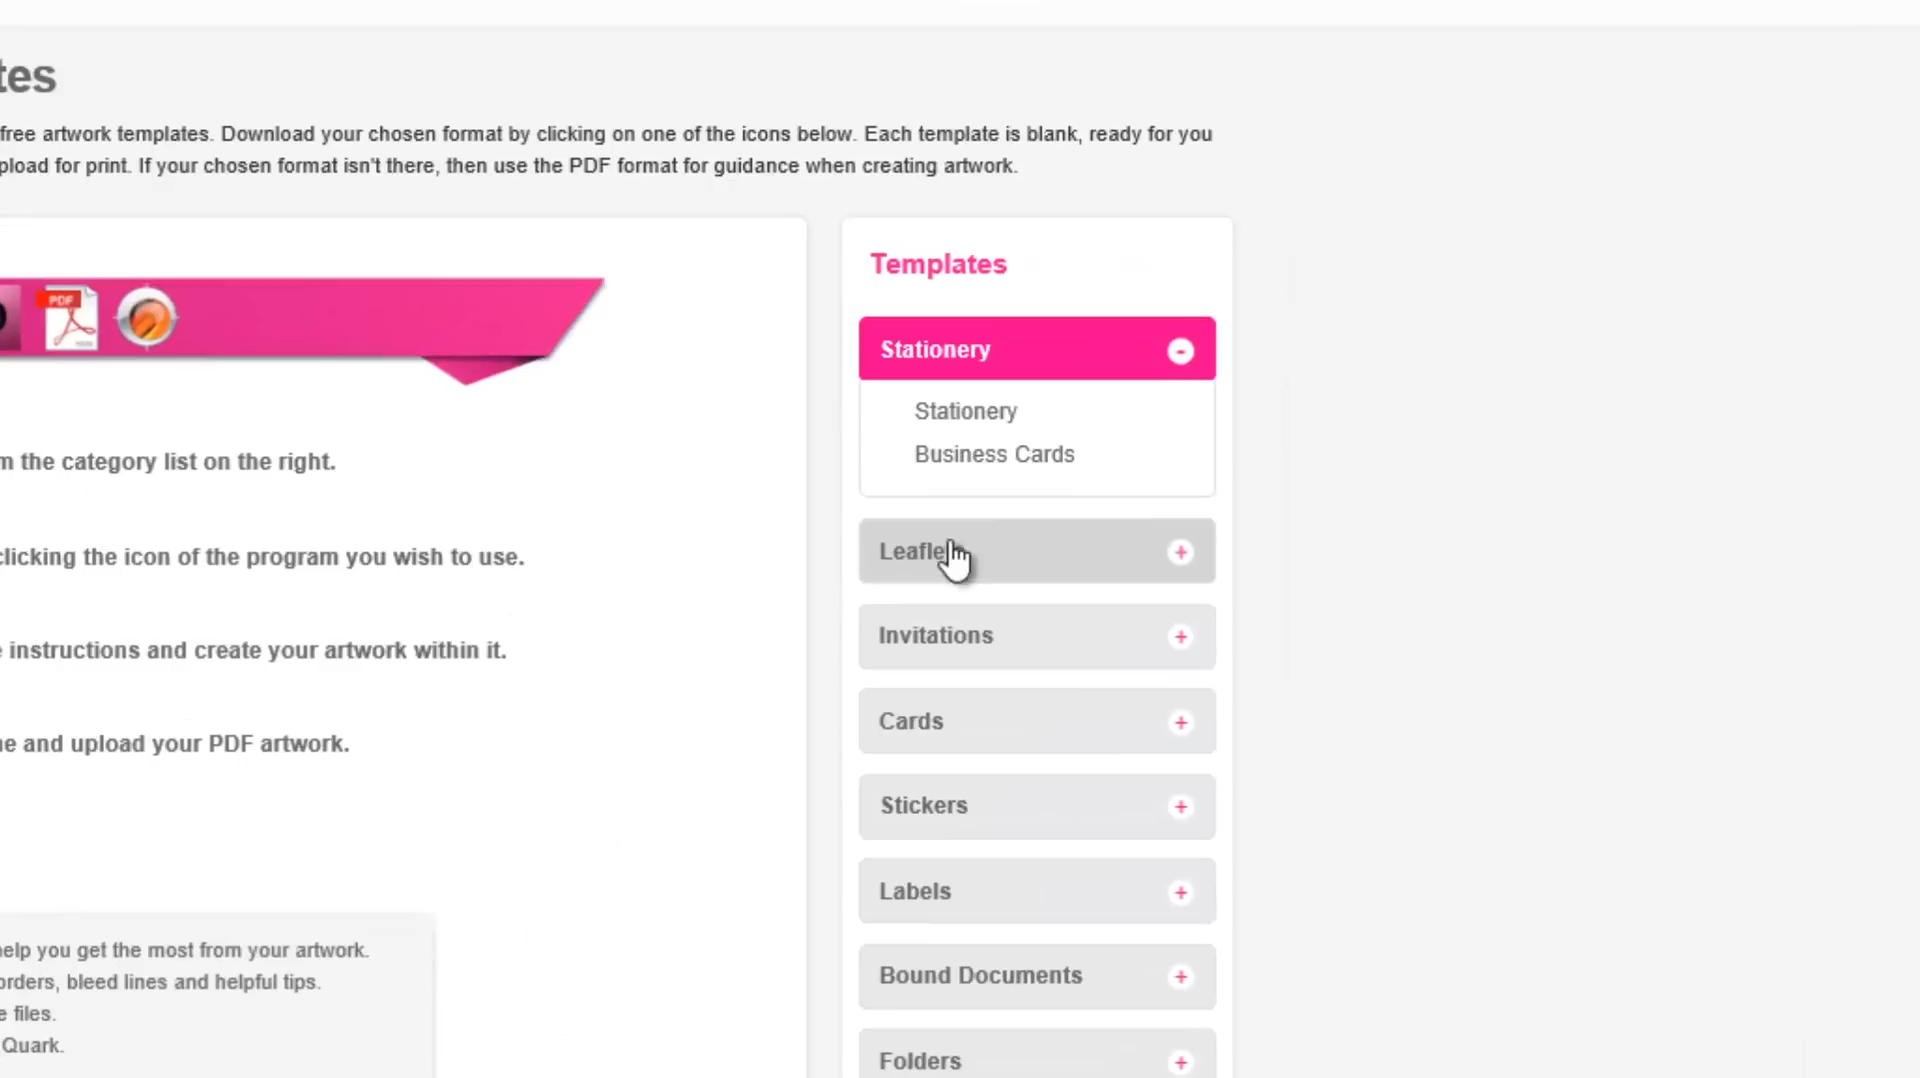 tes
free artwork templates. Download your chosen format by clicking on one of the icons below. Each template is blank, ready for you
pload for print. If your chosen format isn't there, then use the PDF format for guidance when creating artwork.
PDF
m the category list on the right.
clicking the icon of the program you wish to use.
e instructions and create your artwork within it.
ne and upload your PDF artwork.
help you get the most from your artwork.
orders, bleed lines and helpful tips.
e files.
Quark.
Templates
Stationery
Stationery
Business Cards
Leafle
Invitations
Cards
Stickers
Labels
Bound Documents
Folders